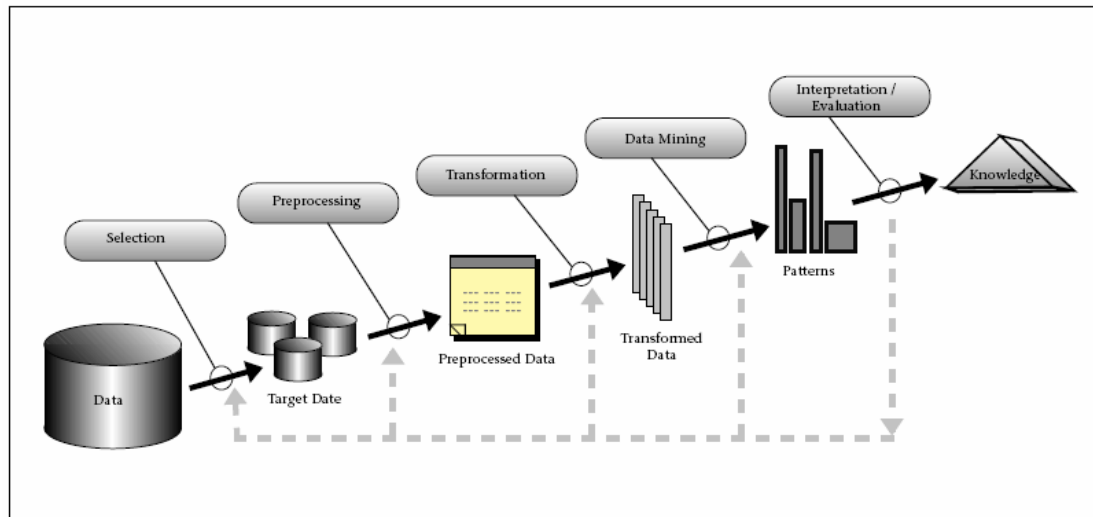 Interpretation /
Evaluation
Data Mining
Transformation
Preprocessing
Selection
Knowledge
Patterns
Transformed
Data
Preprocessed Data
Target Date
Data